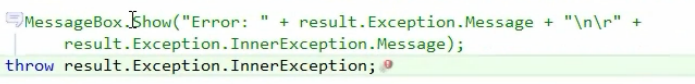 MessageBox.Show("Error: " + result.Exception.Message + "\n\r" +
result.Exception.InnerException.Message);
throw result.Exception.InnerException;